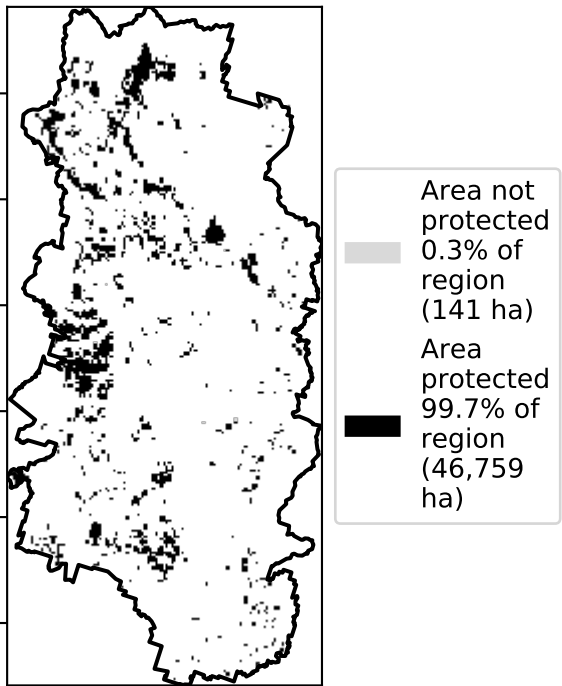 Area not
protected
0.3% of
region
(141 ha)
Area
protected
99.7% of
region
(46,759
ha)